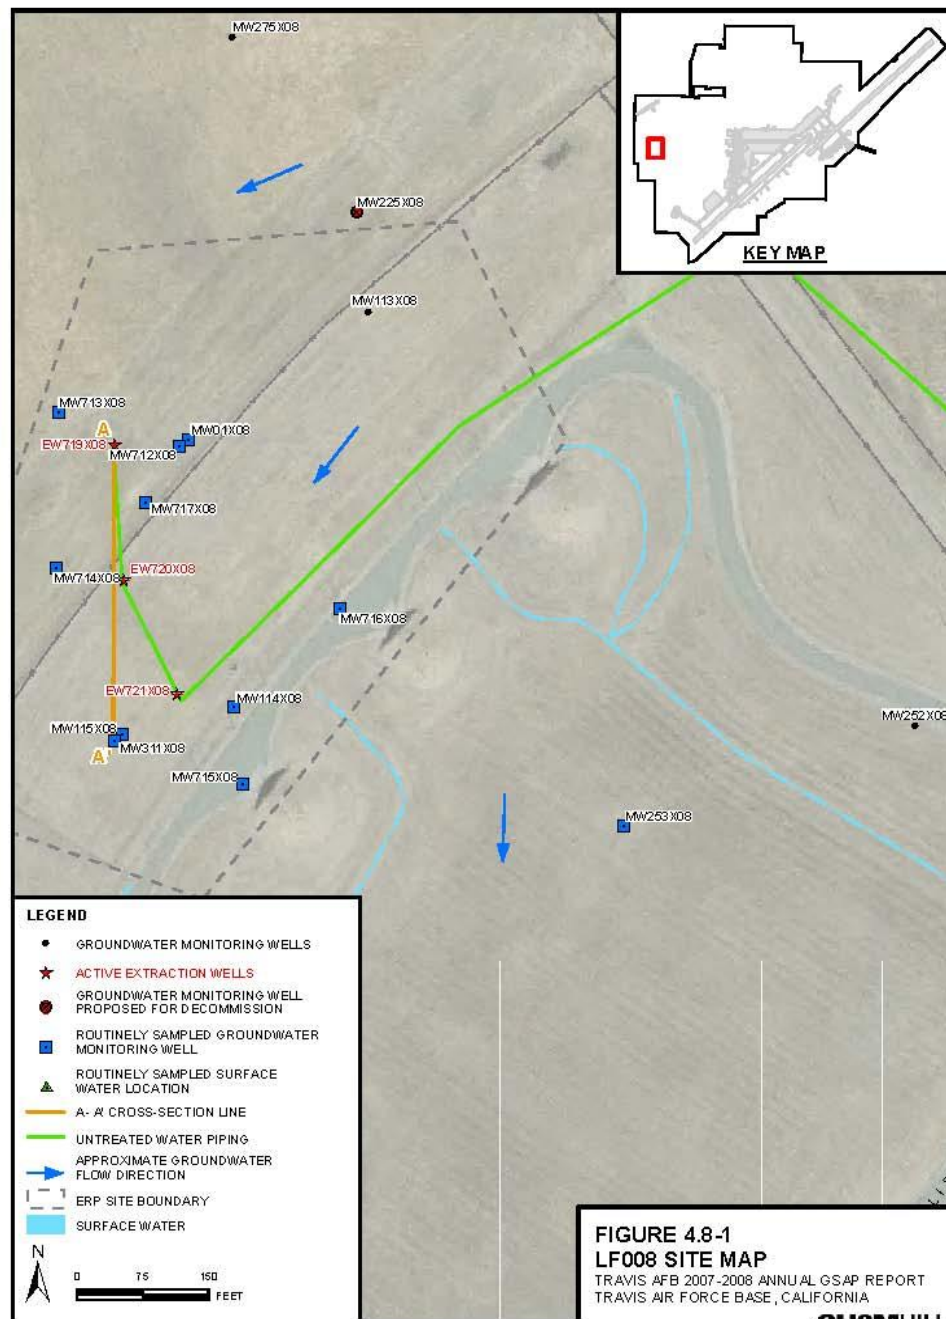 MW275X08
MW225X08
KEY MAP
MW113X08
MW713X08
A
EW719X08
MW01X08
MW712X08
MW717X08
EW720X08
MW714X08
MW716X08
EW721X08
MW114X08
MW115X08
MW311X08
A'
MW715X08
MW252X08
MW253X08
LEGEND
GROUNDWATER MONITORING WELLS
ACTIVE EXTRACTION WELLS
GROUNDWATER MONITORING WELL
PROPOSED FOR DECOMMISSION
ROUTINELY SAMPLED GROUNDWATER
MONITORING WELL
ROUTINELY SAMPLED SURFACE
WATER LOCATION
A- A' CROSS-SECTION LINE
UNTREATED WATER PIPING
APPROXIMATE GROUNDWATER
FLOW DIRECTION
ERP SITE BOUNDARY
SURFACE WATER
N
0 75 150
FEET
FIGURE 4.8-1
LF008 SITE MAP
TRAVIS AFB 2007-2008 ANNUAL GSAP REPORT
TRAVIS AIR FORCE BASE, CALIFORNIA